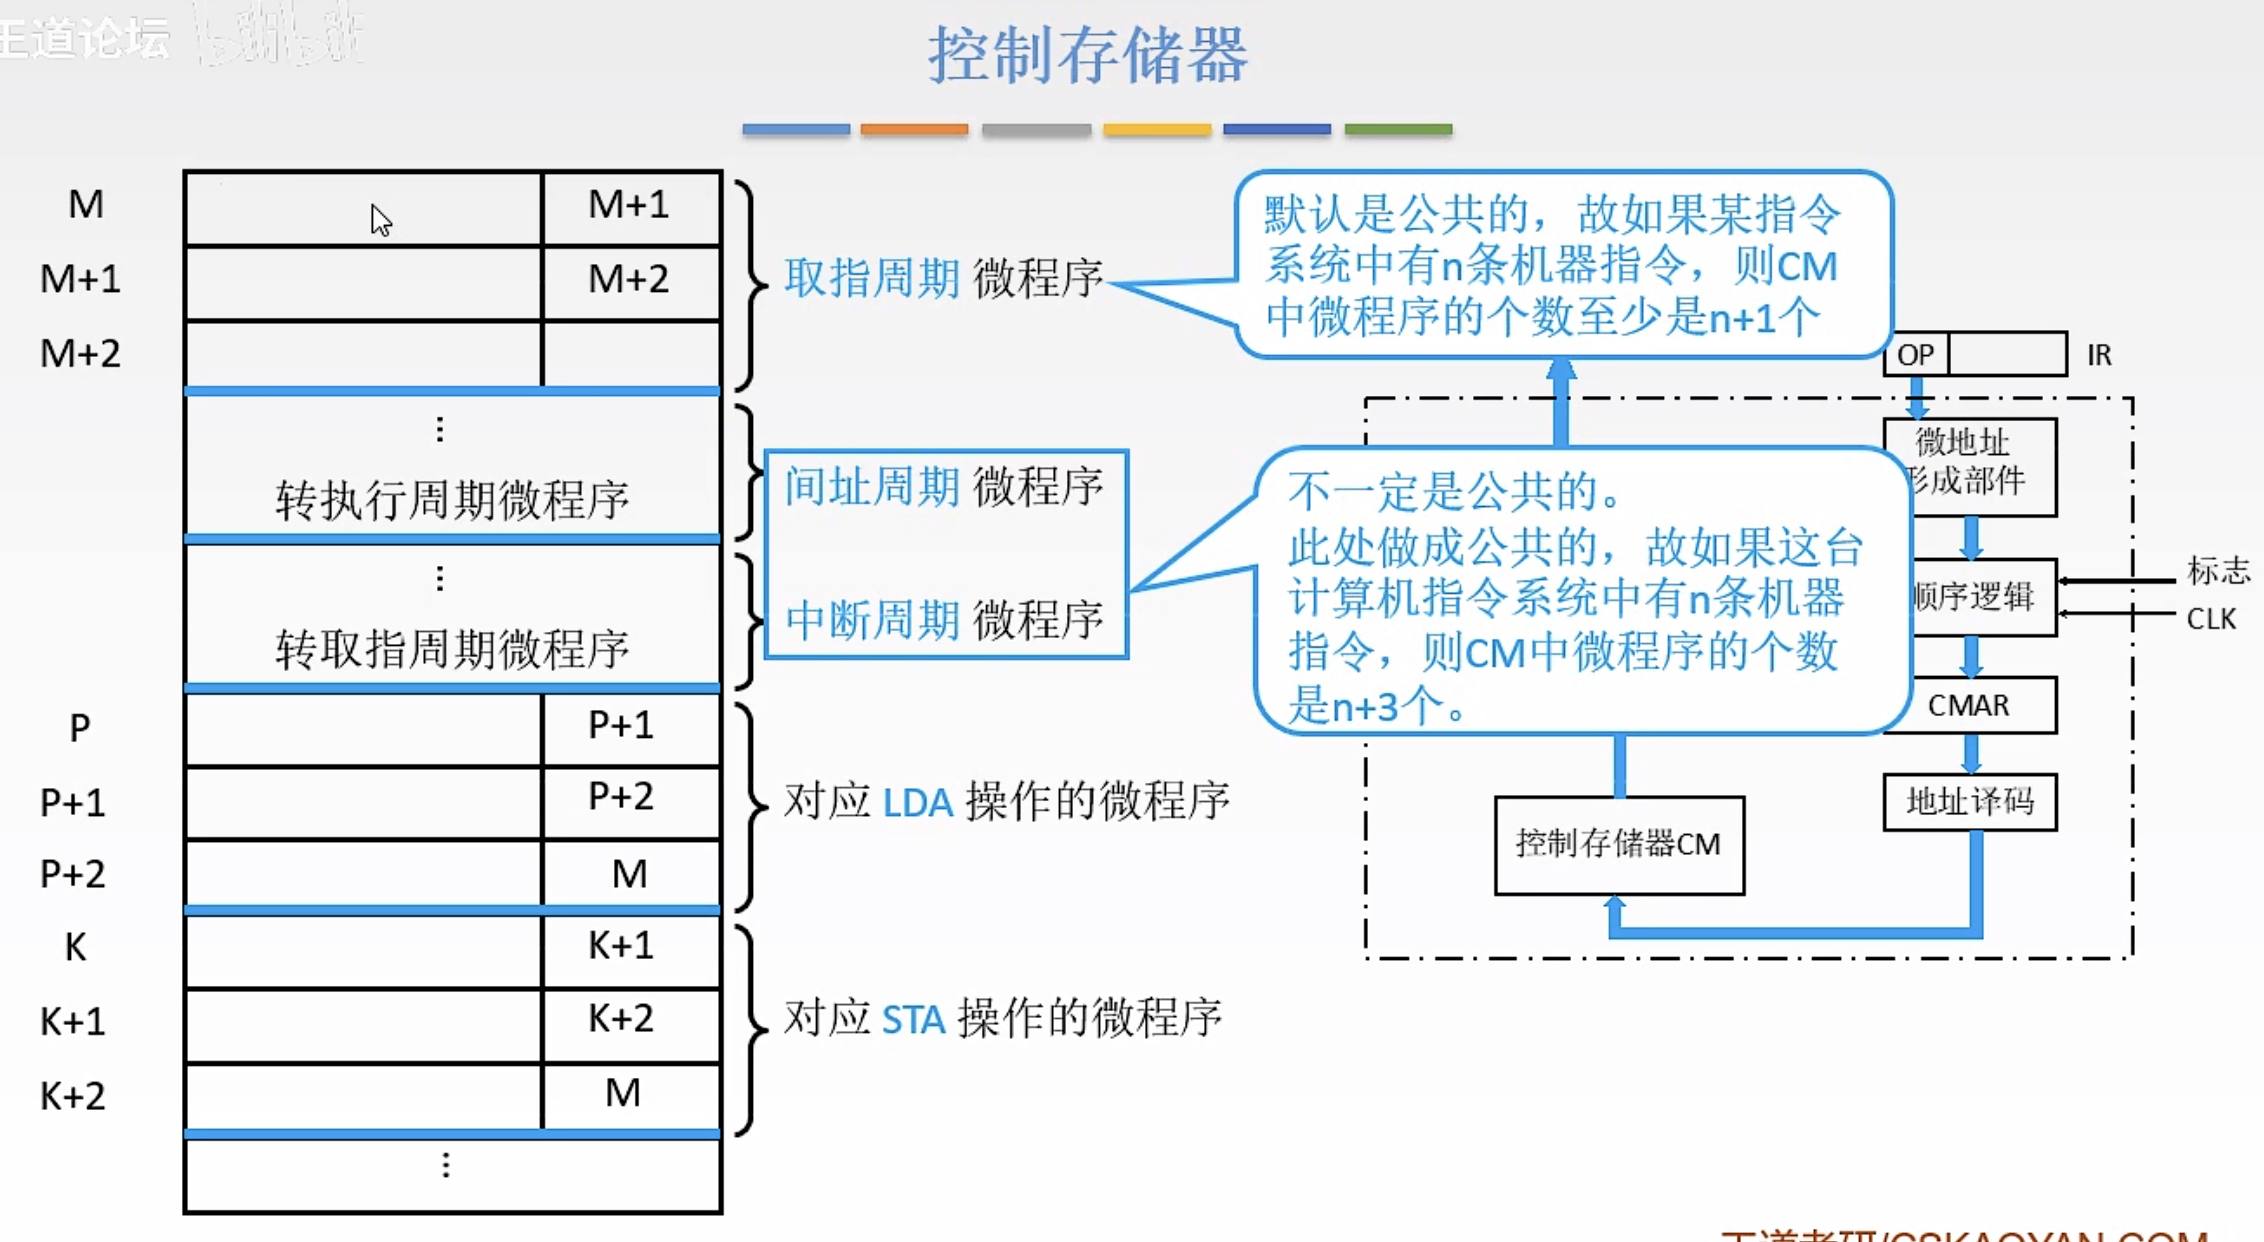 王道论坛 bilibili
控制存储器
M
M+1
M+1
M+2
M+2
取指周期 微程序
默认是公共的，故如果某指令
系统中有n条机器指令，则CM
中微程序的个数至少是n+1个
⋮
转执行周期微程序
间址周期 微程序
⋮
转取指周期微程序
中断周期 微程序
不一定是公共的。
此处做成公共的，故如果这台
计算机指令系统中有n条机器
指令，则CM中微程序的个数
是n+3个。
P
P+1
P+1
P+2
P+2
M
对应 LDA 操作的微程序
K
K+1
K+1
K+2
K+2
M
对应 STA 操作的微程序
⋮
OP
IR
微地址
形成部件
顺序逻辑
标志
CLK
CMAR
地址译码
控制存储器CM
王道考研/CSKAOYAN.COM